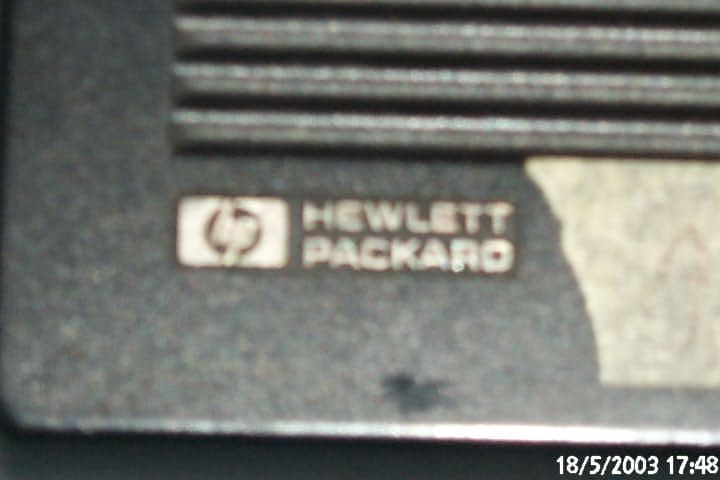 hp HEWLETT
PACKARD
18/5/2003 17:48